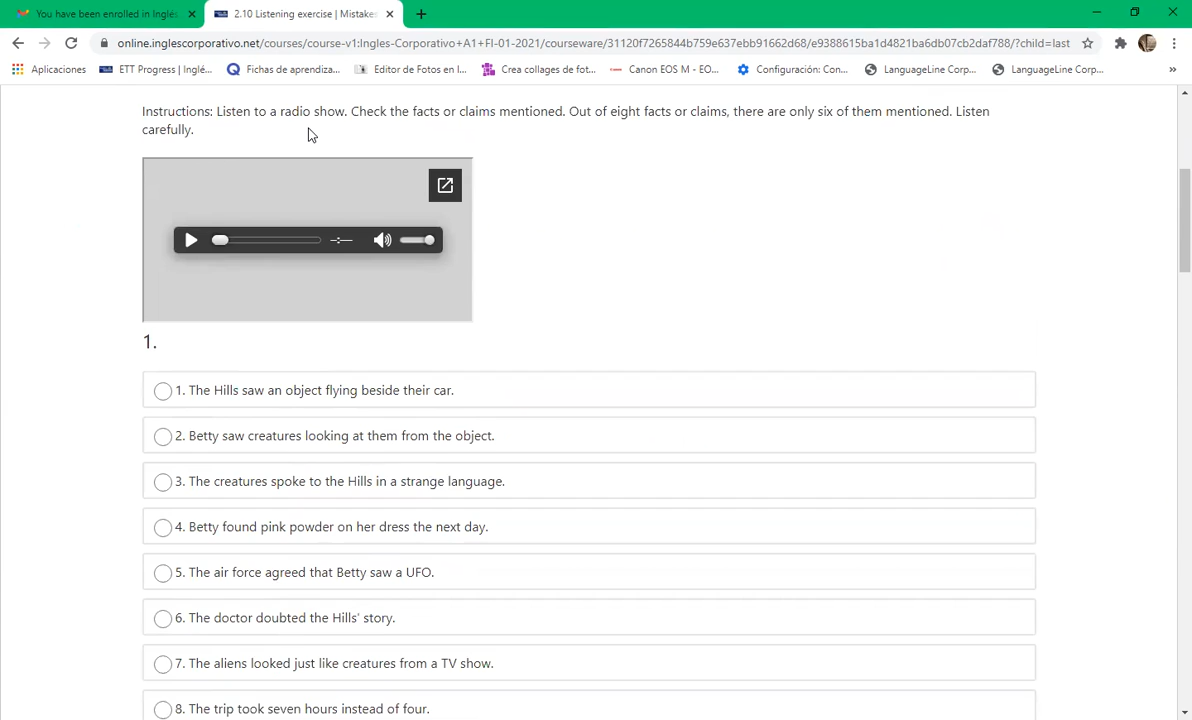 You have been enrolled in Inglés
2.10 Listening exercise | Mistake
online.inglescorporativo.net/courses/course-v1:Ingles-Corporativo+A1+FI-01-2021/courseware/31120f7265844b759e637ebb91662d68/e9388615ba1d4821ba6db07cb2daf788/?child=last
Aplicaciones ETT Progress | Inglé... Fichas de aprendiza... Editor de Fotos en l... Crea collages de fot... Canon EOS M - EO... Configuración: Con... LanguageLine Corp... LanguageLine Corp... »
Instructions: Listen to a radio show. Check the facts or claims mentioned. Out of eight facts or claims, there are only six of them mentioned. Listen
carefully.
-:--
1.
1. The Hills saw an object flying beside their car.
2. Betty saw creatures looking at them from the object.
3. The creatures spoke to the Hills in a strange language.
4. Betty found pink powder on her dress the next day.
5. The air force agreed that Betty saw a UFO.
6. The doctor doubted the Hills' story.
7. The aliens looked just like creatures from a TV show.
8. The trip took seven hours instead of four.